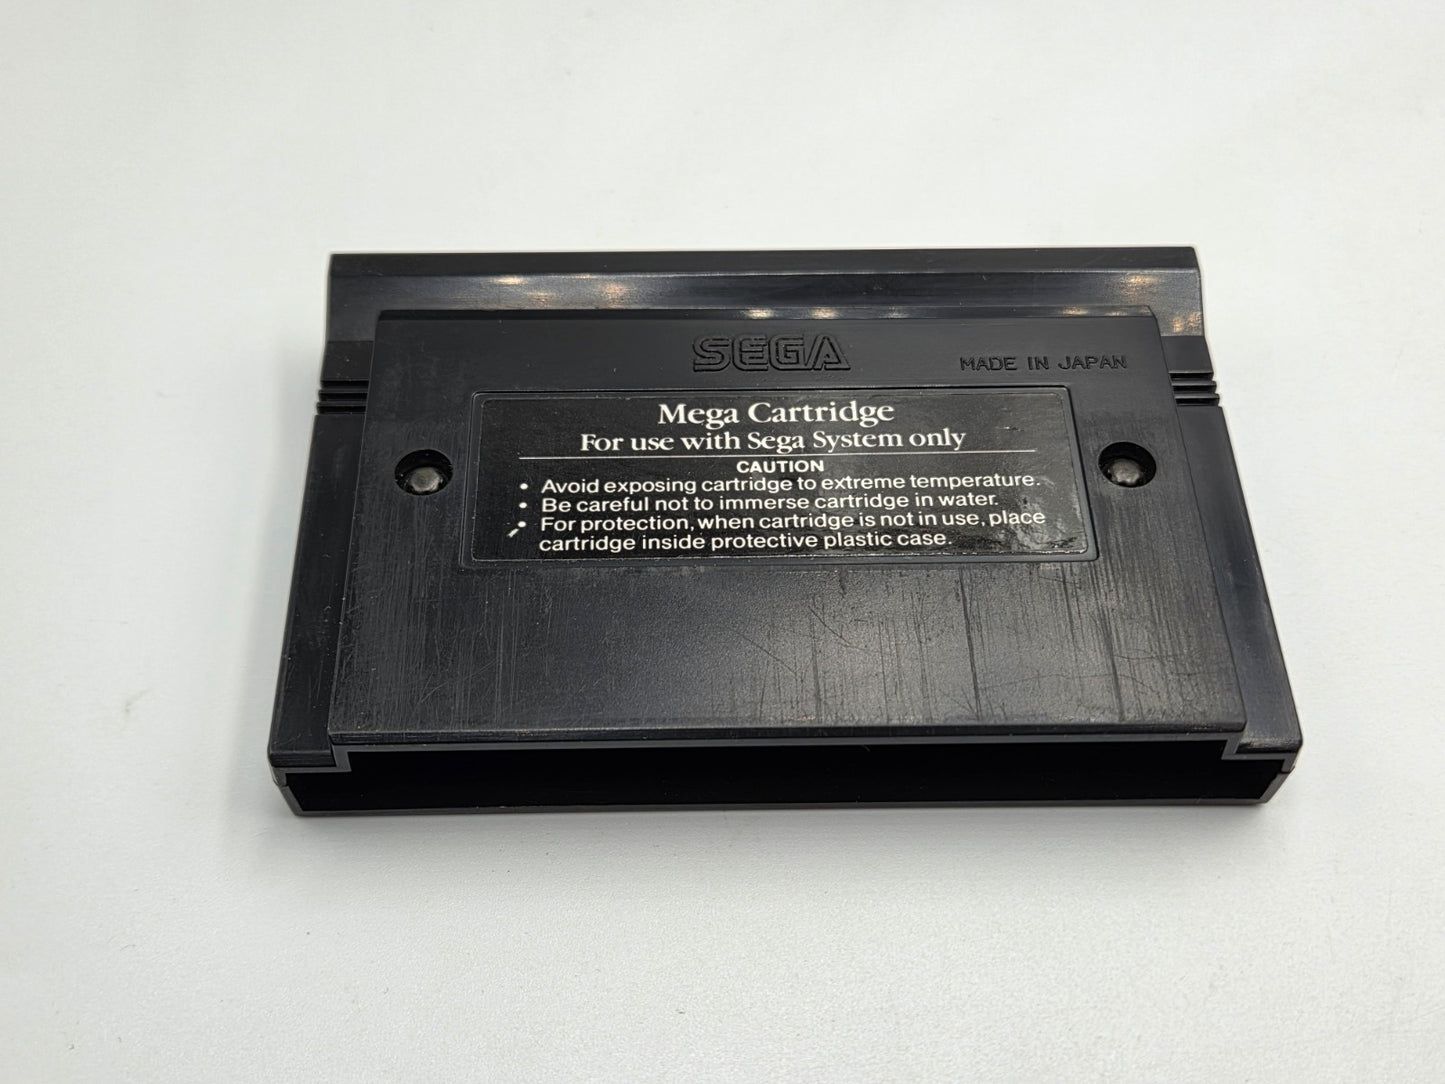 SEGA
MADE IN JAPAN
Mega Cartridge
For use with Sega System only
CAUTION
• Avoid exposing cartridge to extreme temperature.
• Be careful not to immerse cartridge in water.
• For protection, when cartridge is not in use, place
cartridge inside protective plastic case.